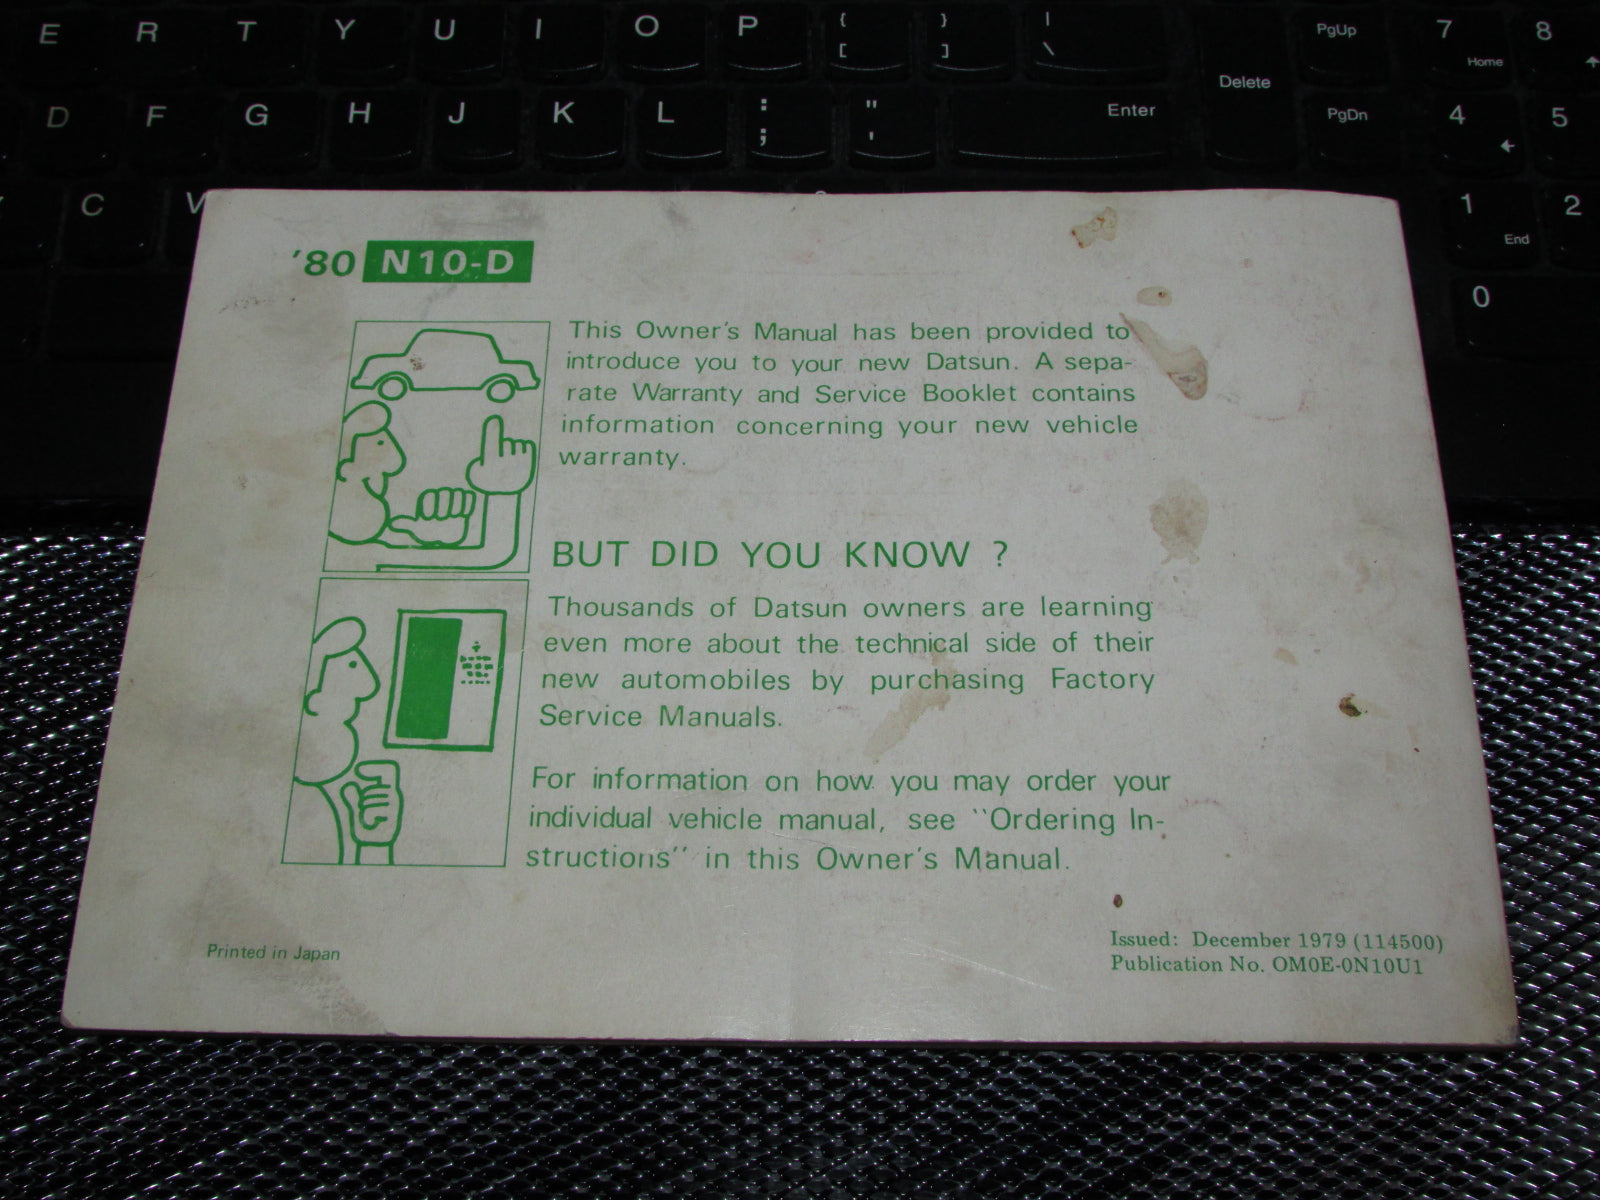 E R T Y U I O P { [ } ] | \ Delete PgUp 7 Home 8
D F G H J K L : ; " ' Enter PgDn 4 5
C V 1 End 2
0
'80 N10-D
This Owner's Manual has been provided to
introduce you to your new Datsun. A sepa-
rate Warranty and Service Booklet contains
information concerning your new vehicle
warranty.
BUT DID YOU KNOW ?
Thousands of Datsun owners are learning
even more about the technical side of their
new automobiles by purchasing Factory
Service Manuals.
For information on how you may order your
individual vehicle manual, see "Ordering In-
structions" in this Owner's Manual.
Printed in Japan
Issued: December 1979 (114500)
Publication No. OM0E-0N10U1